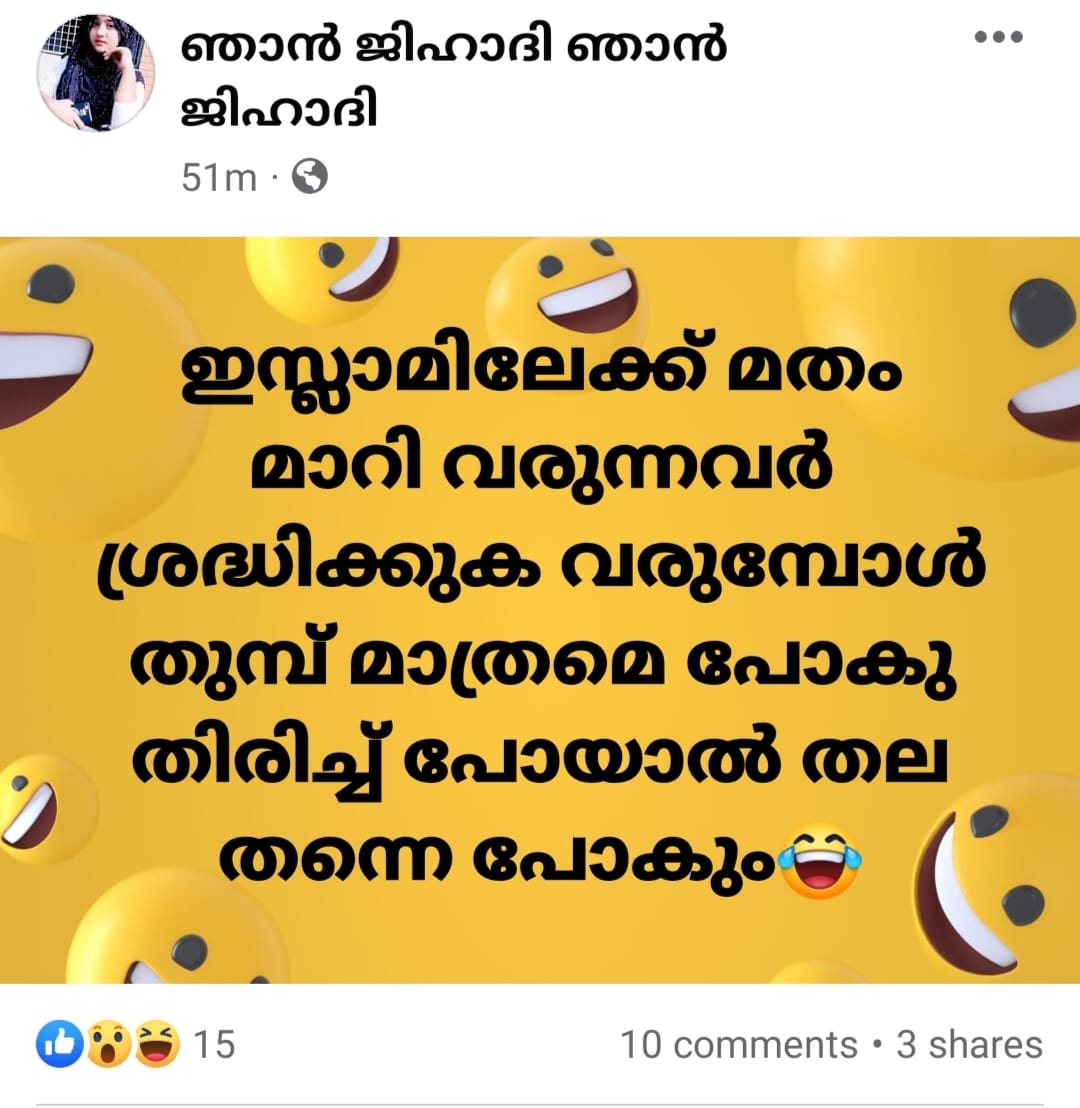 ഞാൻ ജിഹാദി ഞാൻ
ജിഹാദി
51m ·
ഇസ്ലാമിലേക്ക് മതം
മാറി വരുന്നവർ
ശ്രദ്ധിക്കുക വരുമ്പോൾ
തുമ്പ് മാത്രമെ പോകു
തിരിച്ച് പോയാൽ തല
തന്നെ പോകും😂
15
10 comments • 3 shares